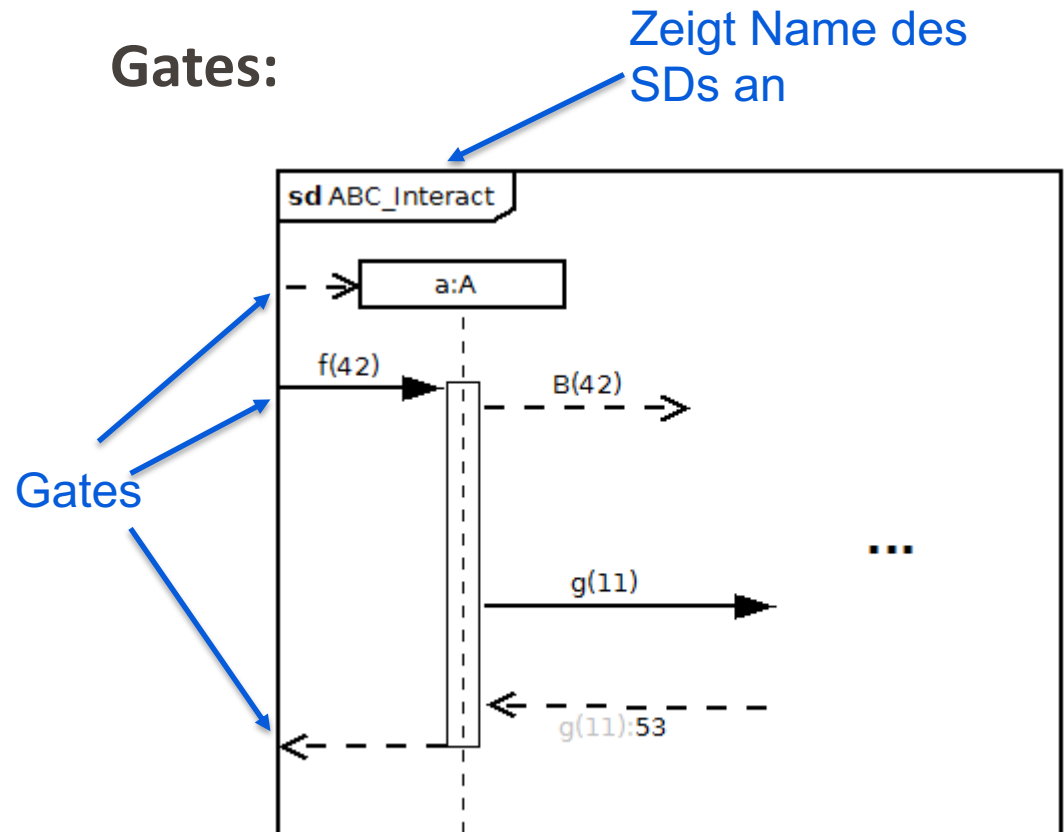 Gates:
Zeigt Name des
SDs an
sd ABC_Interact
a:A
f(42)
B(42)
Gates
...
g(11)
g(11):53